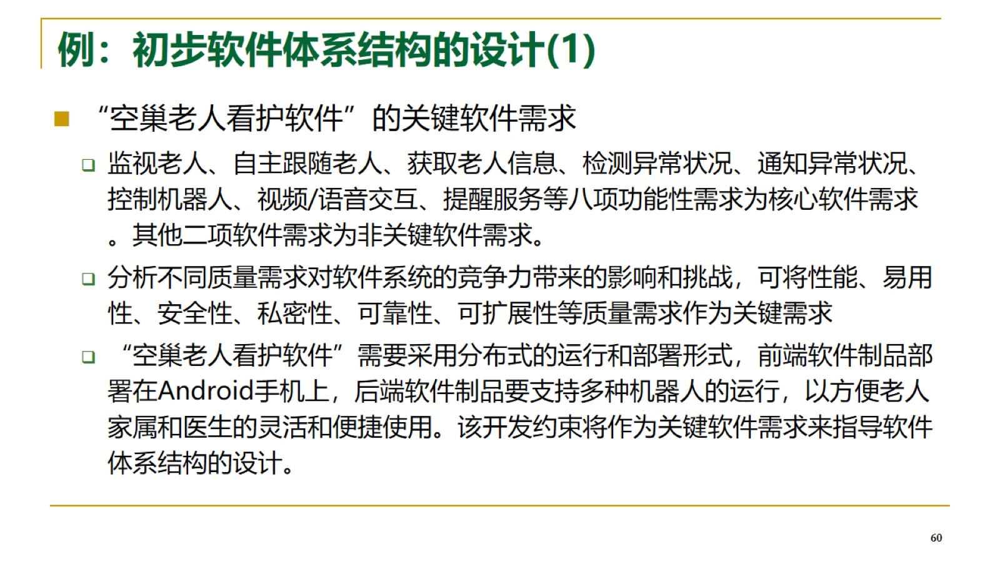 例：初步软件体系结构的设计(1)
“空巢老人看护软件”的关键软件需求
监视老人、自主跟随老人、获取老人信息、检测异常状况、通知异常状况、
控制机器人、视频/语音交互、提醒服务等八项功能性需求为核心软件需求
。其他二项软件需求为非关键软件需求。
分析不同质量需求对软件系统的竞争力带来的影响和挑战，可将性能、易用
性、安全性、私密性、可靠性、可扩展性等质量需求作为关键需求
“空巢老人看护软件”需要采用分布式的运行和部署形式，前端软件制品部
署在Android手机上，后端软件制品要支持多种机器人的运行，以方便老人
家属和医生的灵活和便捷使用。该开发约束将作为关键软件需求来指导软件
体系结构的设计。
60